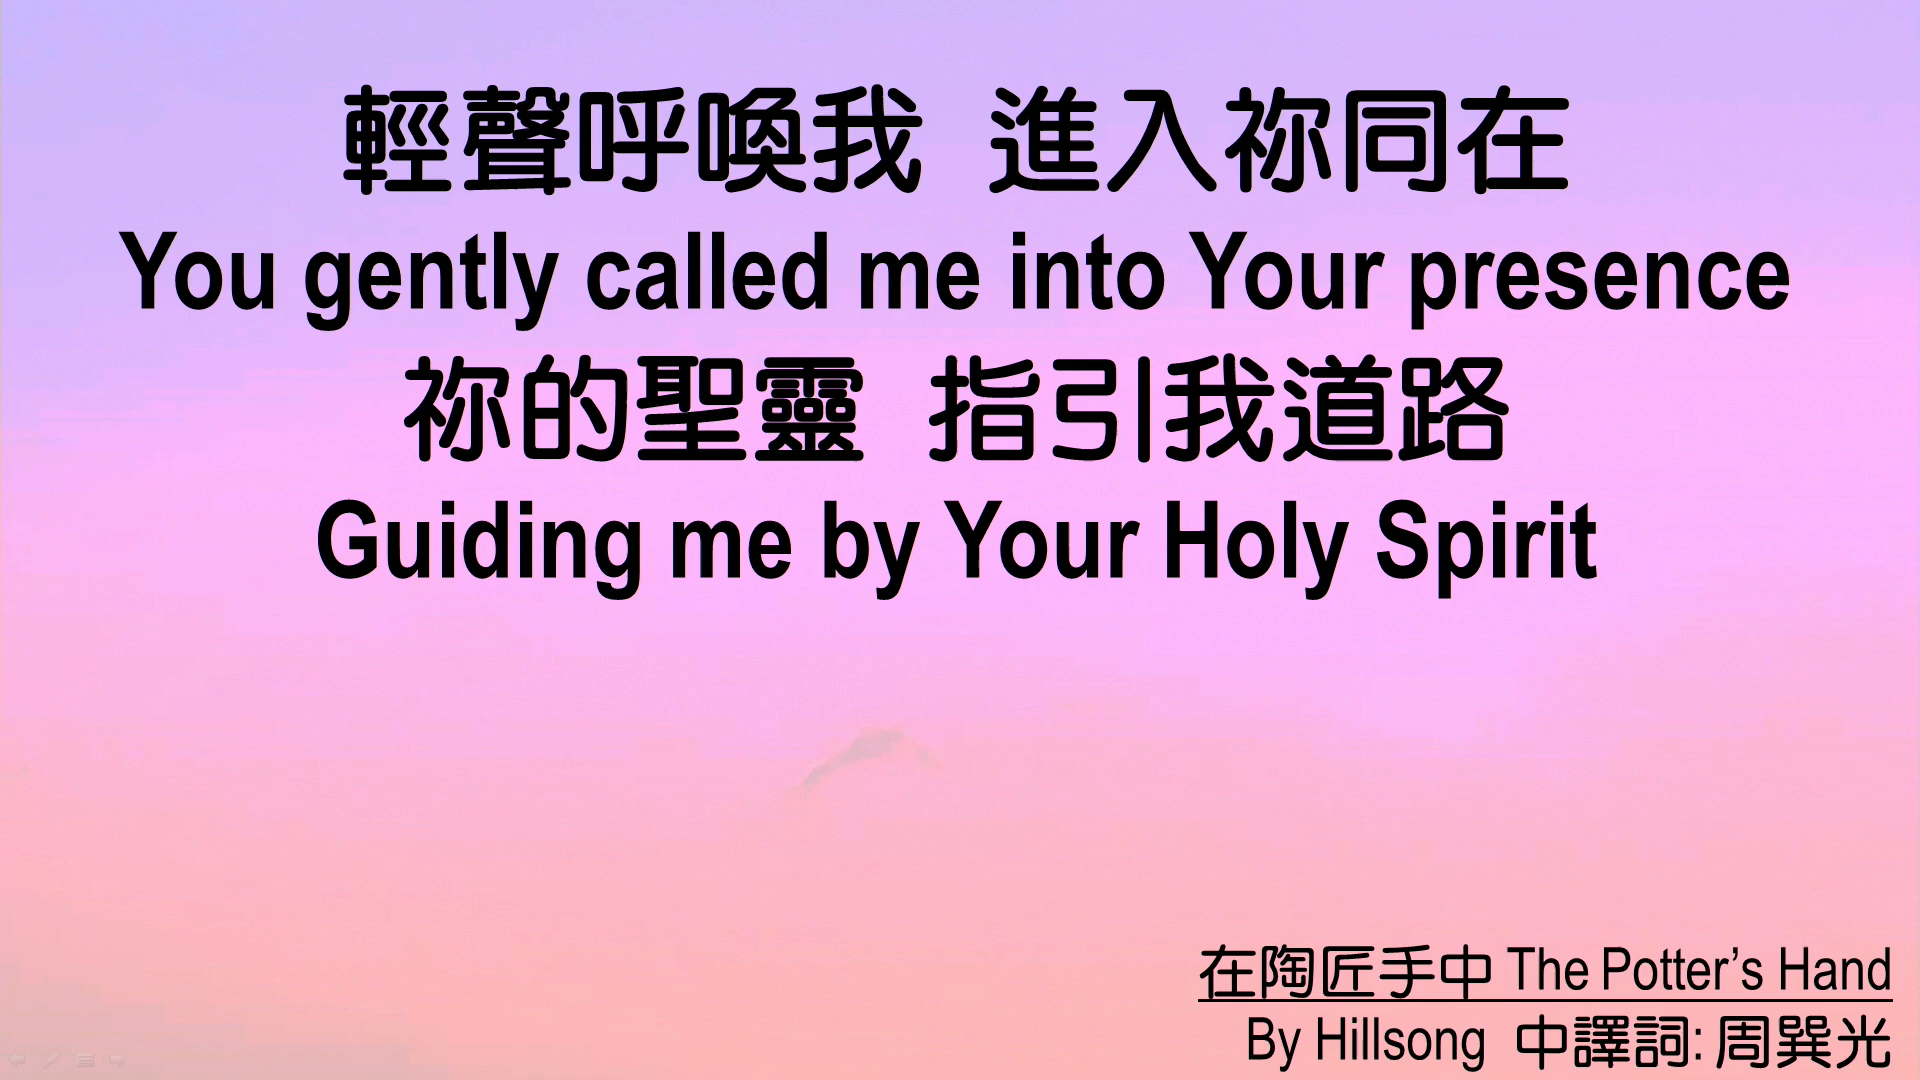 輕聲呼喚我 進入祢同在
You gently called me into Your presence
祢的聖靈 指引我道路
Guiding me by Your Holy Spirit
在陶匠手中 The Potter’s Hand
By Hillsong 中譯詞: 周巽光